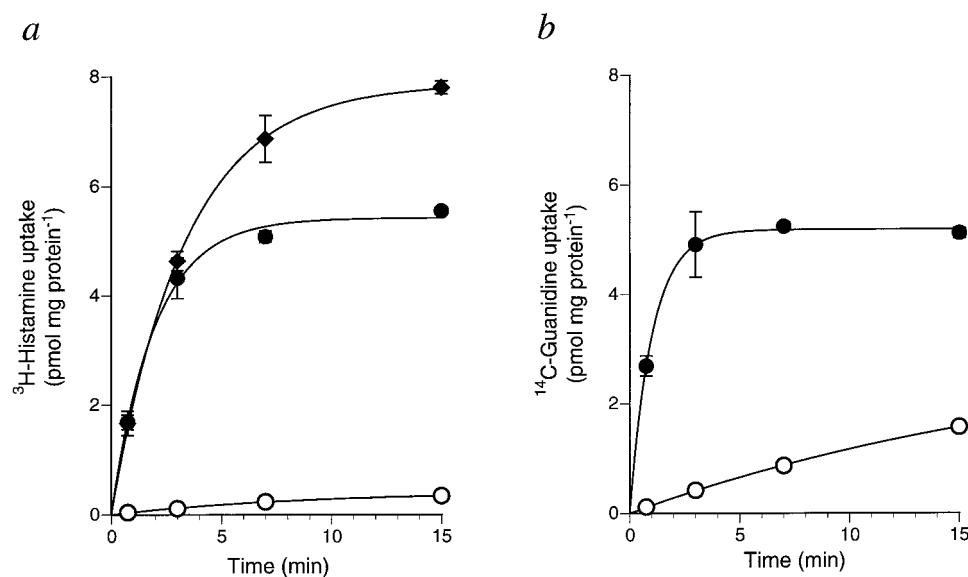 a
8
6
4
2
0
0
5
10
15
³H-Histamine uptake
(pmol mg protein⁻¹)
Time (min)
b
8
6
4
2
0
0
5
10
15
¹⁴C-Guanidine uptake
(pmol mg protein⁻¹)
Time (min)